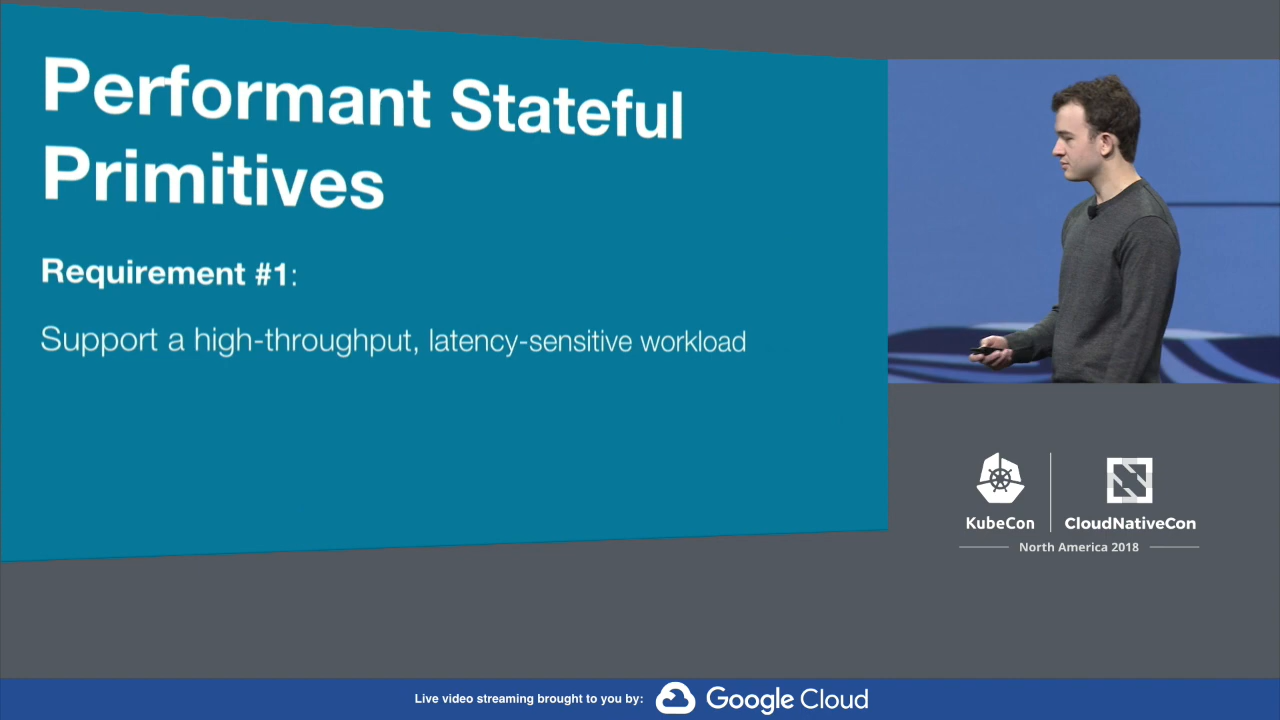 Performant Stateful
Primitives
Requirement #1:
Support a high-throughput, latency-sensitive workload
KubeCon
CloudNativeCon
North America 2018
Live video streaming brought to you by:
Google Cloud